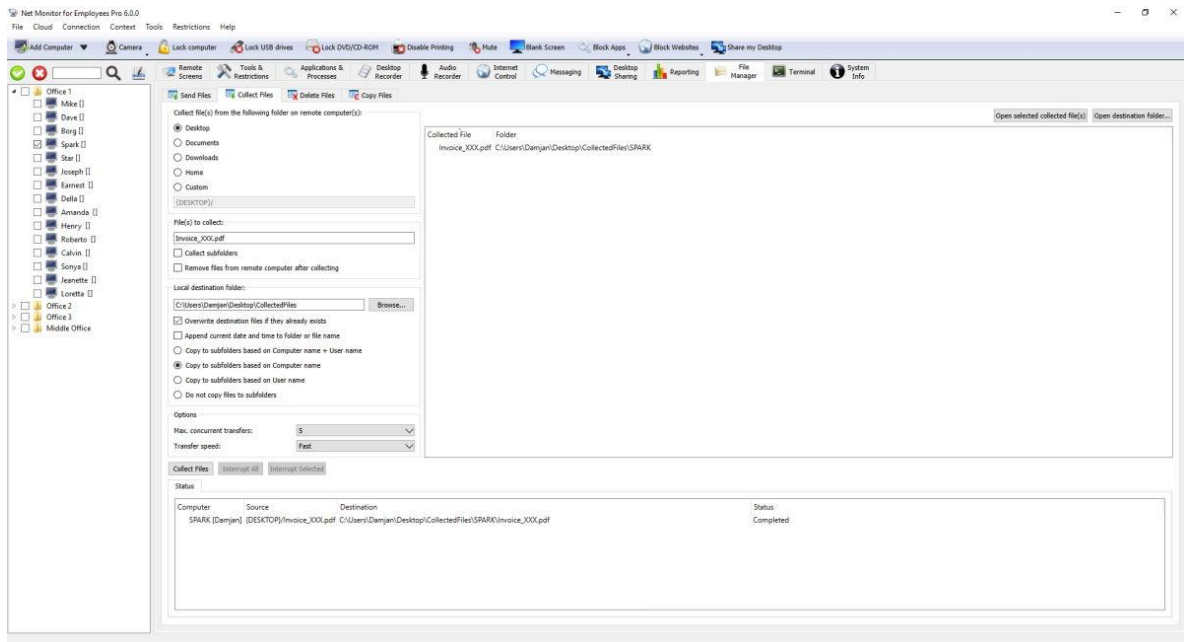 Net Monitor for Employees Pro 6.0.0
File Cloud Connection Context Tools Restrictions Help
Add Computer Camera Lock computer Lock USB drives Lock DVD/CD-ROM Disable Printing Mute Blank Screen Block Apps Block Websites Share my Desktop
Remote Screens Tools & Restrictions Applications & Processes Desktop Recorder Audio Recorder Internet Control Messaging Desktop Sharing Reporting File Manager Terminal System Info
Office 1
Mike []
Dave []
Borg []
Spark []
Star []
Joseph []
Earnest []
Della []
Amanda []
Henry []
Roberto []
Calvin []
Sonya []
Jeanette []
Loretta []
Office 2
Office 3
Middle Office
Send Files Collect Files Delete Files Copy Files
Collect file(s) from the following folder on remote computer(s):
Desktop
Documents
Downloads
Home
Custom
{DESKTOP}/
File(s) to collect:
Invoice_XXX.pdf
Collect subfolders
Remove files from remote computer after collecting
Local destination folder:
C:\Users\Damjan\Desktop\CollectedFiles Browse...
Overwrite destination files if they already exists
Append current date and time to folder or file name
Copy to subfolders based on Computer name + User name
Copy to subfolders based on Computer name
Copy to subfolders based on User name
Do not copy files to subfolders
Options
Max. concurrent transfers: 5
Transfer speed: Fast
Open selected collected file(s) Open destination folder...
Collected File Folder
Invoice_XXX.pdf C:\Users\Damjan\Desktop\CollectedFiles\SPARK
Collect Files Interrupt All Interrupt Selected
Status
Computer Source Destination Status
SPARK [Damjan] {DESKTOP}/Invoice_XXX.pdf C:\Users\Damjan\Desktop\CollectedFiles\SPARK\Invoice_XXX.pdf Completed